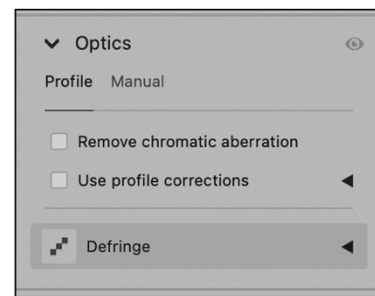 Optics
Profile Manual
Remove chromatic aberration
Use profile corrections
Defringe